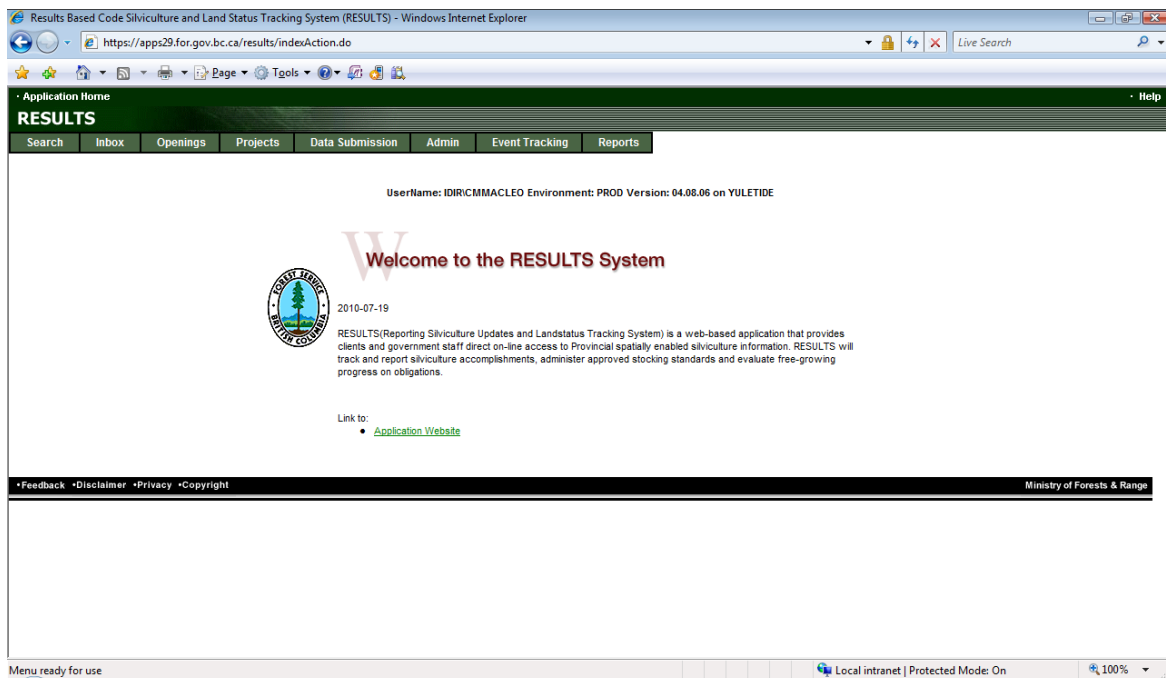 Results Based Code Silviculture and Land Status Tracking System (RESULTS) - Windows Internet Explorer
https://apps29.for.gov.bc.ca/results/indexAction.do
Live Search
Page Tools
· Application Home · Help
RESULTS
Search Inbox Openings Projects Data Submission Admin Event Tracking Reports
UserName: IDIR\CMMACLEO Environment: PROD Version: 04.08.06 on YULETIDE
W
Welcome to the RESULTS System
FOREST SERVICE
BRITISH COLUMBIA
2010-07-19
RESULTS(Reporting Silviculture Updates and Landstatus Tracking System) is a web-based application that provides
clients and government staff direct on-line access to Provincial spatially enabled silviculture information. RESULTS will
track and report silviculture accomplishments, administer approved stocking standards and evaluate free-growing
progress on obligations.
Link to:
• Application Website
•Feedback •Disclaimer •Privacy •Copyright Ministry of Forests & Range
Menu ready for use Local intranet | Protected Mode: On 100%